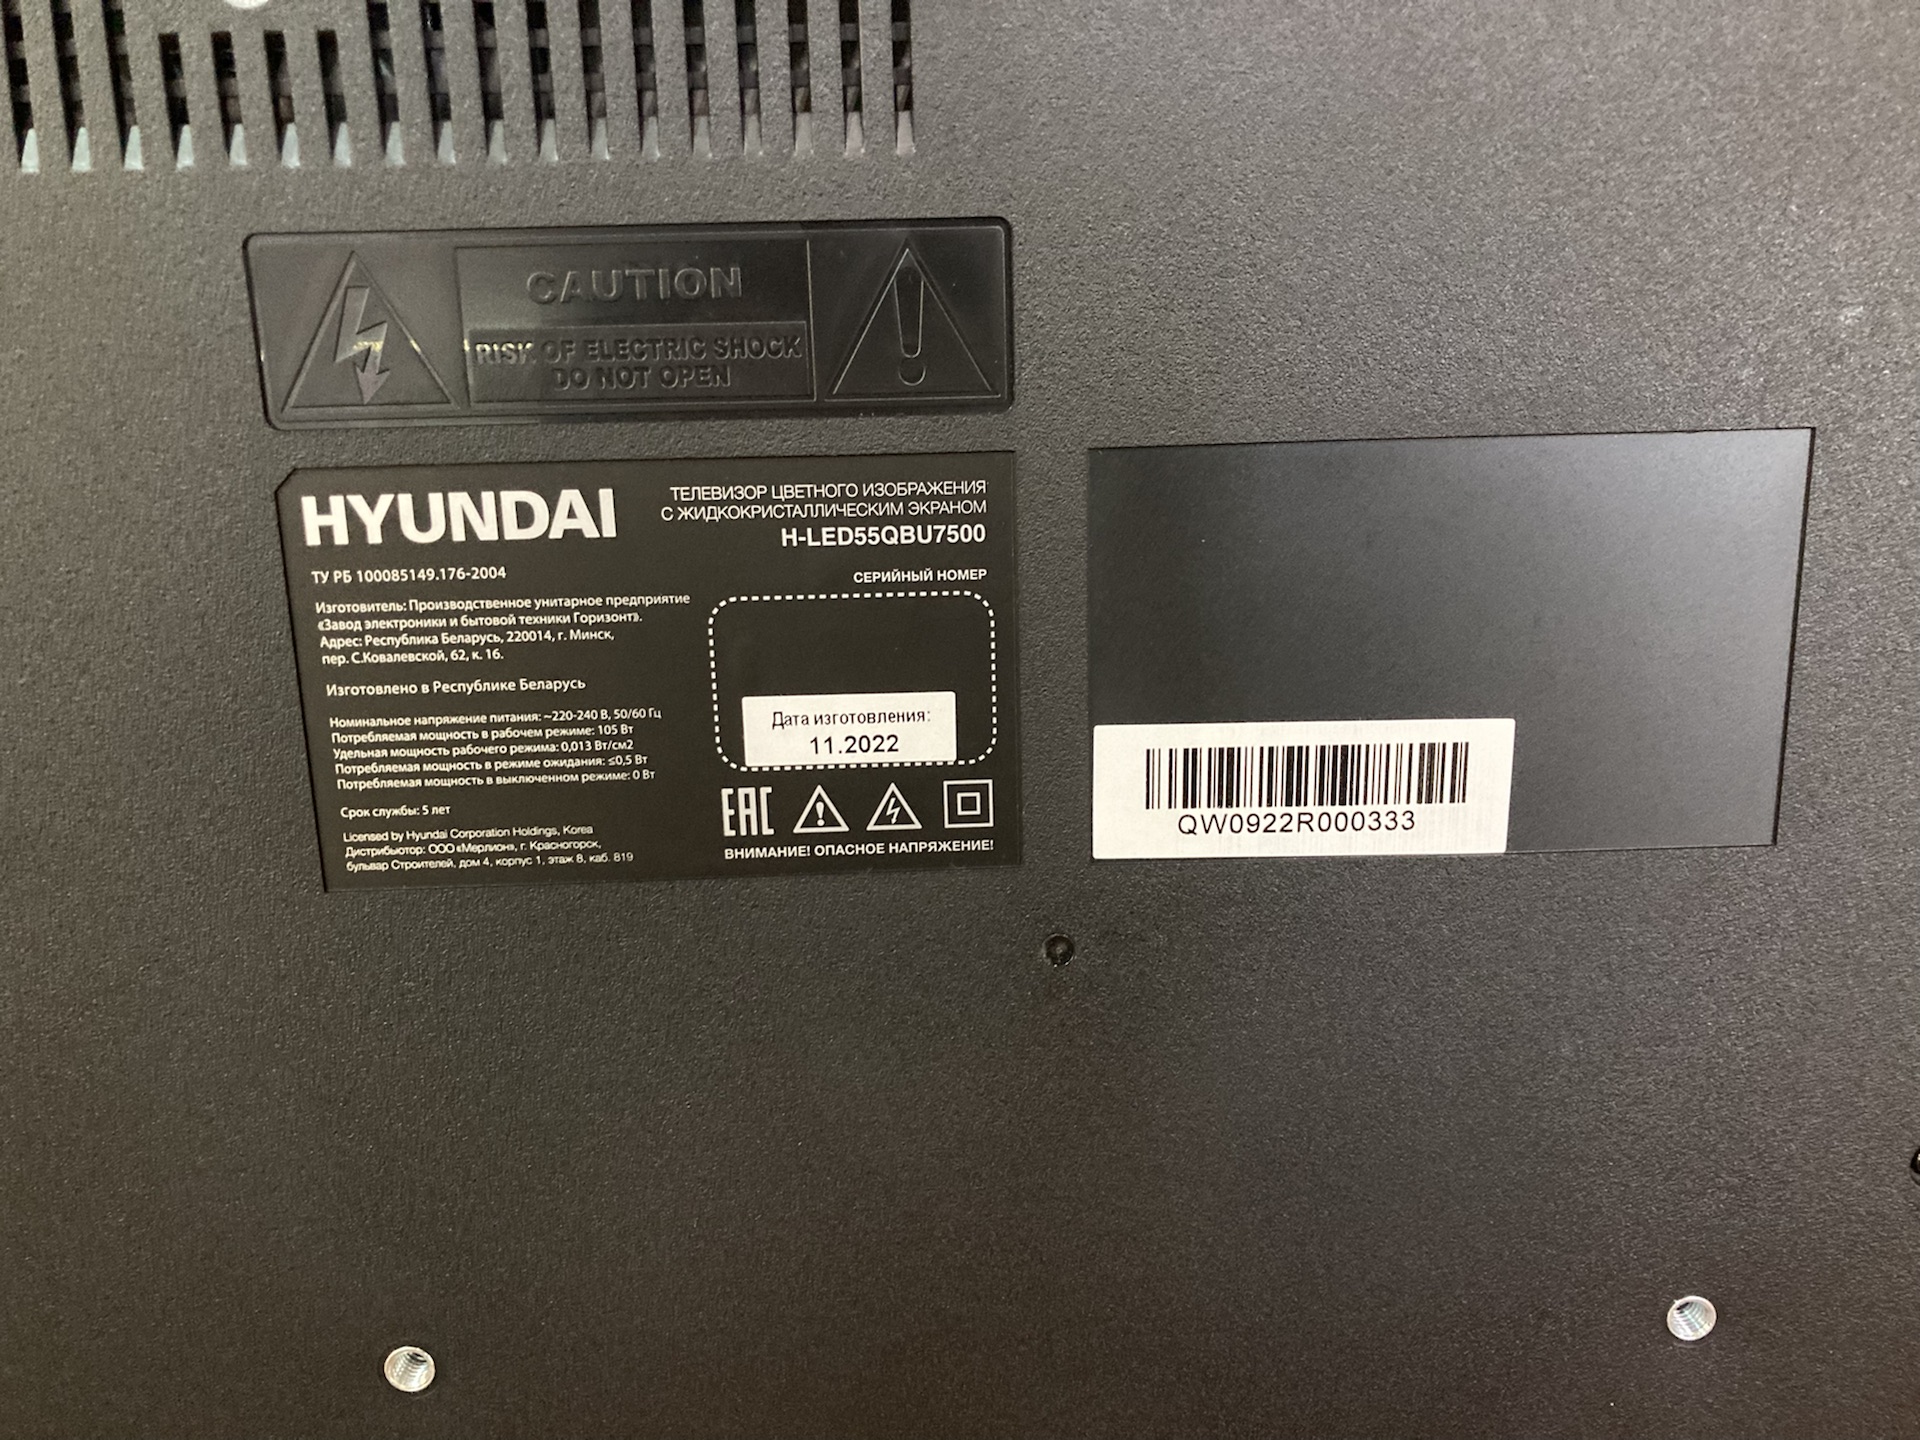 CAUTION
RISK OF ELECTRIC SHOCK
DO NOT OPEN
HYUNDAI
ТЕЛЕВИЗОР ЦВЕТНОГО ИЗОБРАЖЕНИЯ
С ЖИДКОКРИСТАЛЛИЧЕСКИМ ЭКРАНОМ
H-LED55QBU7500
ТУ РБ 100085149.176-2004
СЕРИЙНЫЙ НОМЕР
Изготовитель: Производственное унитарное предприятие
«Завод электроники и бытовой техники Горизонт».
Адрес: Республика Беларусь, 220014, г. Минск,
пер. С.Ковалевской, 62, к. 16.
Изготовлено в Республике Беларусь
Номинальное напряжение питания: ~220-240 В, 50/60 Гц
Потребляемая мощность в рабочем режиме: 105 Вт
Удельная мощность рабочего режима: 0,013 Вт/см2
Потребляемая мощность в режиме ожидания: ≤0,5 Вт
Потребляемая мощность в выключенном режиме: 0 Вт
Срок службы: 5 лет
Licensed by Hyundai Corporation Holdings, Korea
Дистрибьютор: ООО «Мерлион», г. Красногорск,
бульвар Строителей, дом 4, корпус 1, этаж 8, каб. 819
Дата изготовления:
11.2022
EAC
ВНИМАНИЕ! ОПАСНОЕ НАПРЯЖЕНИЕ!
QW0922R000333